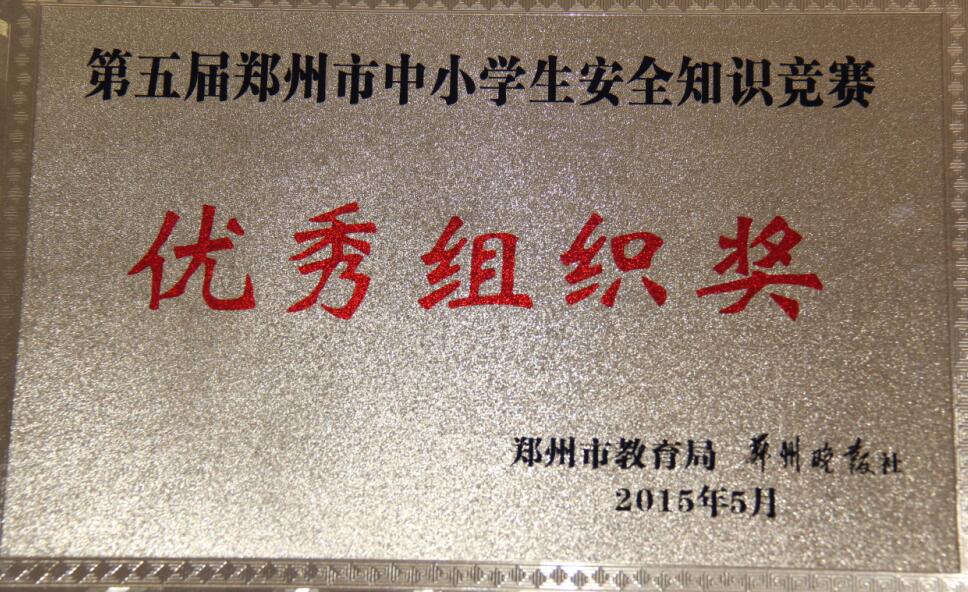 第五届郑州市中小学生安全知识竞赛
优秀组织奖
郑州市教育局 郑州晚报社
2015年5月